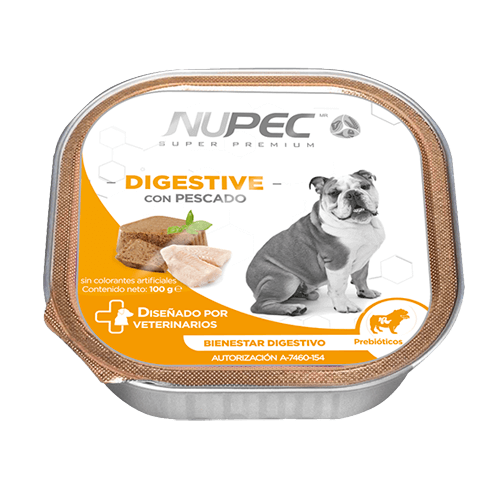 NUPEC MR
SUPER PREMIUM
DIGESTIVE
CON PESCADO
sin colorantes artificiales
Contenido neto: 100 g e
DISEÑADO POR
VETERINARIOS
BIENESTAR DIGESTIVO
Prebióticos
AUTORIZACIÓN A-7460-154